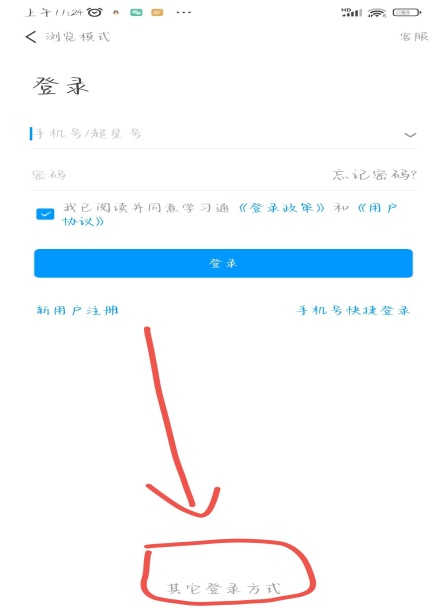 上午11:24
HD
浏览模式 客服
登录
手机号/超星号
密码 忘记密码?
我已阅读并同意学习通《登录政策》和《用户
协议》
登录
新用户注册 手机号快捷登录
其它登录方式